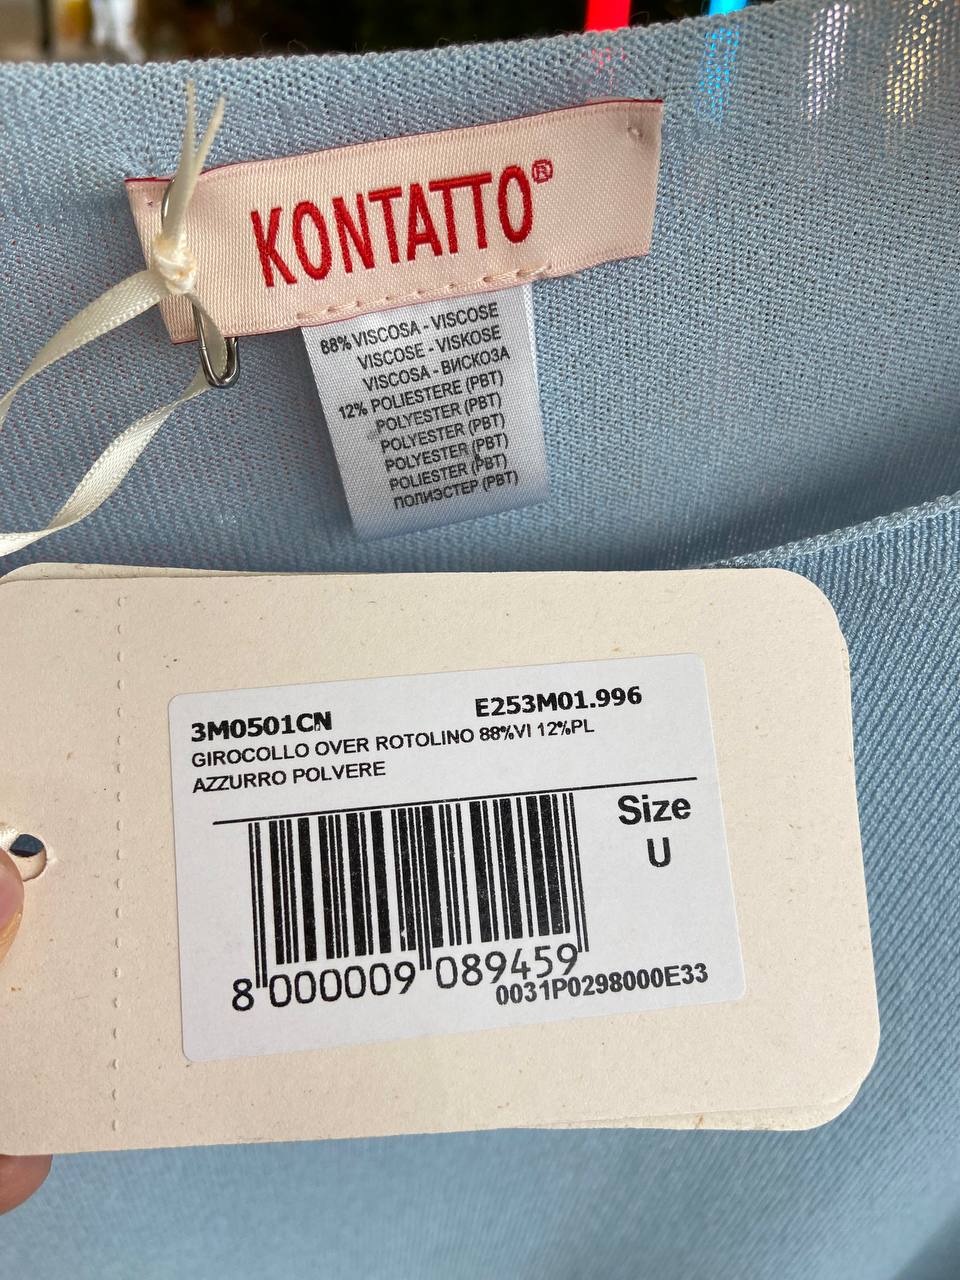 KONTATTO®
88% VISCOSA - VISCOSE
VISCOSE - VISKOSE
VISCOSA - ВИСКОЗА
12% POLIESTERE (PBT)
POLYESTER (PBT)
POLYESTER (PBT)
POLYESTER (PBT)
POLIESTER (PBT)
ПОЛИЭСТЕР (PBT)
3M0501CN E253M01.996
GIROCOLLO OVER ROTOLINO 88%VI 12%PL
AZZURRO POLVERE
Size
U
8 000009 089459
0031P0298000E33